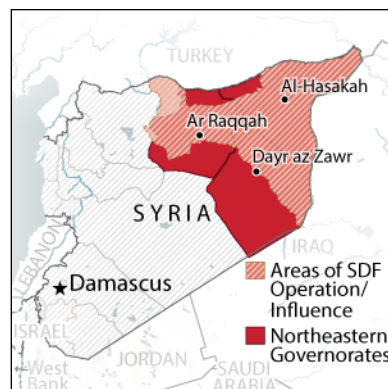 TURKEY
Al-Hasakah
Ar Raqqah
Dayr az Zawr
SYRIA
LEBANON
IRAQ
Damascus
Areas of SDF
Operation/
Influence
Northeastern
Governorates
ISRAEL
West
Bank
JORDAN
SAUDI
ARABIA